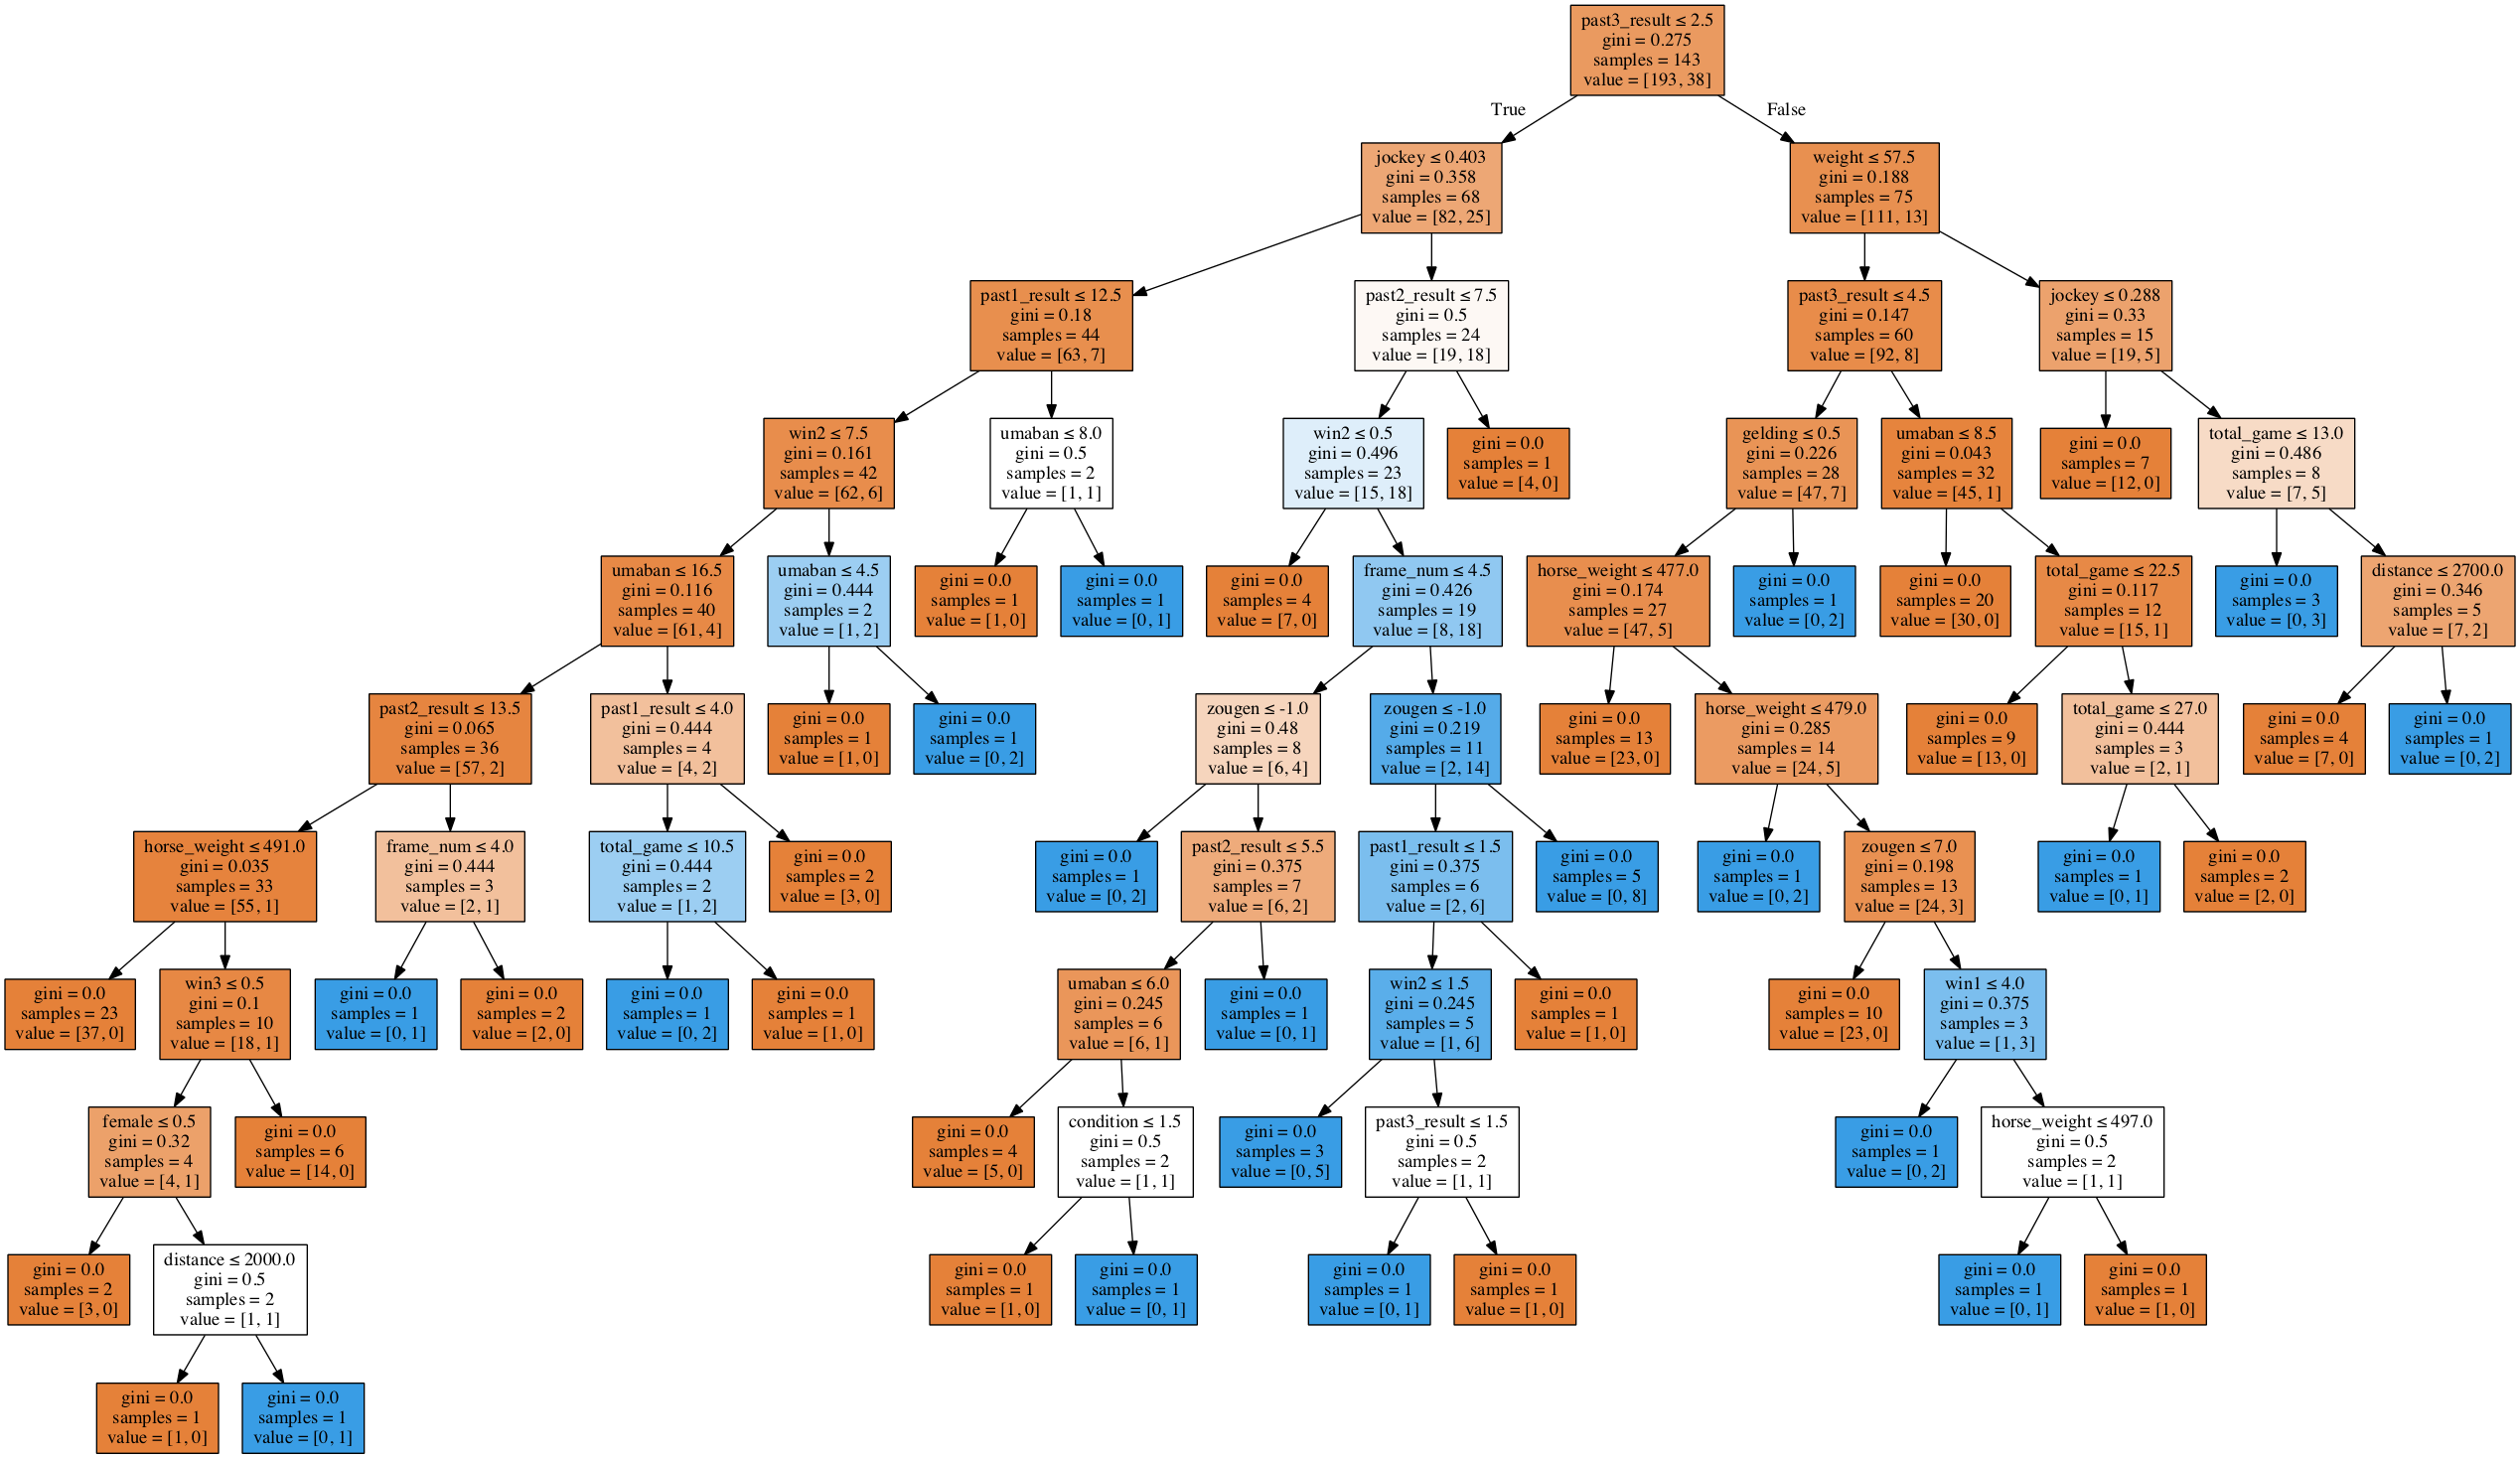 past3_result ≤ 2.5
gini = 0.275
samples = 143
value = [193, 38]
True
False
jockey ≤ 0.403
gini = 0.358
samples = 68
value = [82, 25]
weight ≤ 57.5
gini = 0.188
samples = 75
value = [111, 13]
past1_result ≤ 12.5
gini = 0.18
samples = 44
value = [63, 7]
past2_result ≤ 7.5
gini = 0.5
samples = 24
value = [19, 18]
past3_result ≤ 4.5
gini = 0.147
samples = 60
value = [92, 8]
jockey ≤ 0.288
gini = 0.33
samples = 15
value = [19, 5]
win2 ≤ 7.5
gini = 0.161
samples = 42
value = [62, 6]
umaban ≤ 8.0
gini = 0.5
samples = 2
value = [1, 1]
win2 ≤ 0.5
gini = 0.496
samples = 23
value = [15, 18]
gini = 0.0
samples = 1
value = [4, 0]
gelding ≤ 0.5
gini = 0.226
samples = 28
value = [47, 7]
umaban ≤ 8.5
gini = 0.043
samples = 32
value = [45, 1]
gini = 0.0
samples = 7
value = [12, 0]
total_game ≤ 13.0
gini = 0.486
samples = 8
value = [7, 5]
umaban ≤ 16.5
gini = 0.116
samples = 40
value = [61, 4]
umaban ≤ 4.5
gini = 0.444
samples = 2
value = [1, 2]
gini = 0.0
samples = 1
value = [1, 0]
gini = 0.0
samples = 1
value = [0, 1]
gini = 0.0
samples = 4
value = [7, 0]
frame_num ≤ 4.5
gini = 0.426
samples = 19
value = [8, 18]
horse_weight ≤ 477.0
gini = 0.174
samples = 27
value = [47, 5]
gini = 0.0
samples = 1
value = [0, 2]
gini = 0.0
samples = 20
value = [30, 0]
total_game ≤ 22.5
gini = 0.117
samples = 12
value = [15, 1]
gini = 0.0
samples = 3
value = [0, 3]
distance ≤ 2700.0
gini = 0.346
samples = 5
value = [7, 2]
past2_result ≤ 13.5
gini = 0.065
samples = 36
value = [57, 2]
past1_result ≤ 4.0
gini = 0.444
samples = 4
value = [4, 2]
gini = 0.0
samples = 1
value = [1, 0]
gini = 0.0
samples = 1
value = [0, 2]
zougen ≤ -1.0
gini = 0.48
samples = 8
value = [6, 4]
zougen ≤ -1.0
gini = 0.219
samples = 11
value = [2, 14]
gini = 0.0
samples = 13
value = [23, 0]
horse_weight ≤ 479.0
gini = 0.285
samples = 14
value = [24, 5]
gini = 0.0
samples = 9
value = [13, 0]
total_game ≤ 27.0
gini = 0.444
samples = 3
value = [2, 1]
gini = 0.0
samples = 4
value = [7, 0]
gini = 0.0
samples = 1
value = [0, 2]
horse_weight ≤ 491.0
gini = 0.035
samples = 33
value = [55, 1]
frame_num ≤ 4.0
gini = 0.444
samples = 3
value = [2, 1]
total_game ≤ 10.5
gini = 0.444
samples = 2
value = [1, 2]
gini = 0.0
samples = 2
value = [3, 0]
gini = 0.0
samples = 1
value = [0, 2]
past2_result ≤ 5.5
gini = 0.375
samples = 7
value = [6, 2]
past1_result ≤ 1.5
gini = 0.375
samples = 6
value = [2, 6]
gini = 0.0
samples = 5
value = [0, 8]
gini = 0.0
samples = 1
value = [0, 2]
zougen ≤ 7.0
gini = 0.198
samples = 13
value = [24, 3]
gini = 0.0
samples = 1
value = [0, 1]
gini = 0.0
samples = 2
value = [2, 0]
gini = 0.0
samples = 23
value = [37, 0]
win3 ≤ 0.5
gini = 0.1
samples = 10
value = [18, 1]
gini = 0.0
samples = 1
value = [0, 1]
gini = 0.0
samples = 2
value = [2, 0]
gini = 0.0
samples = 1
value = [0, 2]
gini = 0.0
samples = 1
value = [1, 0]
umaban ≤ 6.0
gini = 0.245
samples = 6
value = [6, 1]
gini = 0.0
samples = 1
value = [0, 1]
win2 ≤ 1.5
gini = 0.245
samples = 5
value = [1, 6]
gini = 0.0
samples = 1
value = [1, 0]
gini = 0.0
samples = 10
value = [23, 0]
win1 ≤ 4.0
gini = 0.375
samples = 3
value = [1, 3]
female ≤ 0.5
gini = 0.32
samples = 4
value = [4, 1]
gini = 0.0
samples = 6
value = [14, 0]
gini = 0.0
samples = 4
value = [5, 0]
condition ≤ 1.5
gini = 0.5
samples = 2
value = [1, 1]
gini = 0.0
samples = 3
value = [0, 5]
past3_result ≤ 1.5
gini = 0.5
samples = 2
value = [1, 1]
gini = 0.0
samples = 1
value = [0, 2]
horse_weight ≤ 497.0
gini = 0.5
samples = 2
value = [1, 1]
gini = 0.0
samples = 2
value = [3, 0]
distance ≤ 2000.0
gini = 0.5
samples = 2
value = [1, 1]
gini = 0.0
samples = 1
value = [1, 0]
gini = 0.0
samples = 1
value = [0, 1]
gini = 0.0
samples = 1
value = [0, 1]
gini = 0.0
samples = 1
value = [1, 0]
gini = 0.0
samples = 1
value = [0, 1]
gini = 0.0
samples = 1
value = [1, 0]
gini = 0.0
samples = 1
value = [1, 0]
gini = 0.0
samples = 1
value = [0, 1]